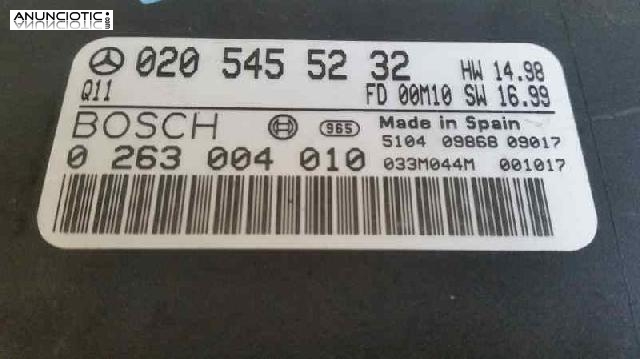 ANUNCIOTIC.es
020 545 52 32 HW 14.98
Q11 FD 00M10 SW 16.99
BOSCH 965 Made in Spain
5104 09868 09017
0 263 004 010 033M044M 001017